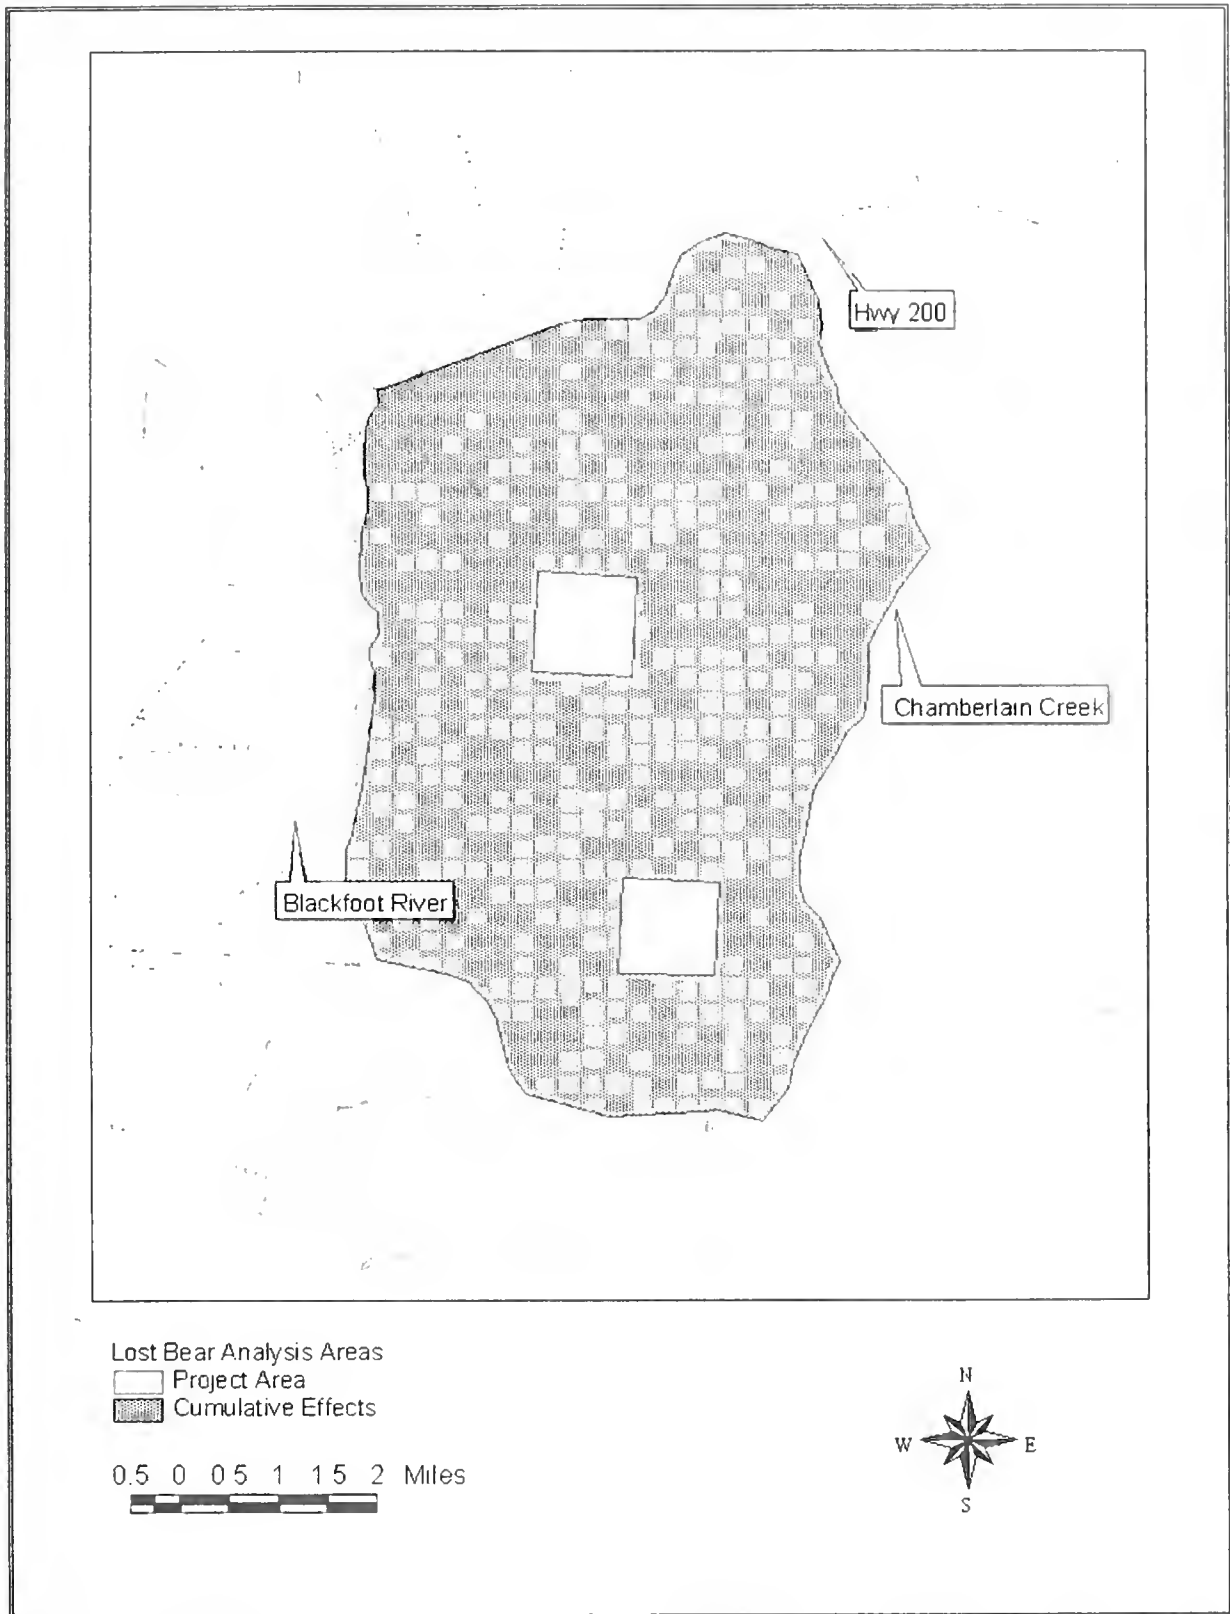 Hwy 200
Chamberlain Creek
Blackfoot River
Lost Bear Analysis Areas
Project Area
Cumulative Effects
0.5 0 0 5 1 1 5 2 Miles
N
W E
S